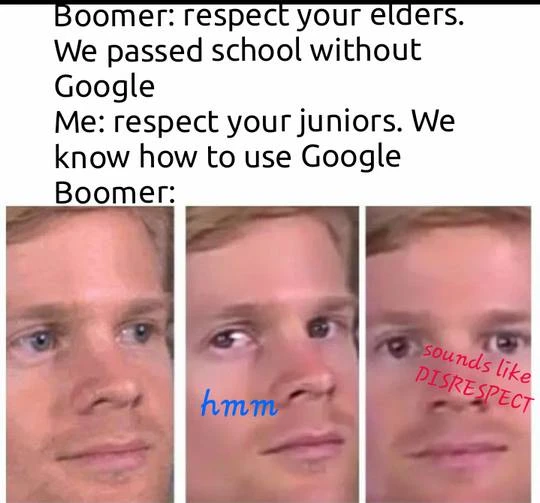 Boomer: respect your elders.
We passed school without
Google
Me: respect your juniors. We
know how to use Google
Boomer:
hmm
sounds like
DISRESPECT